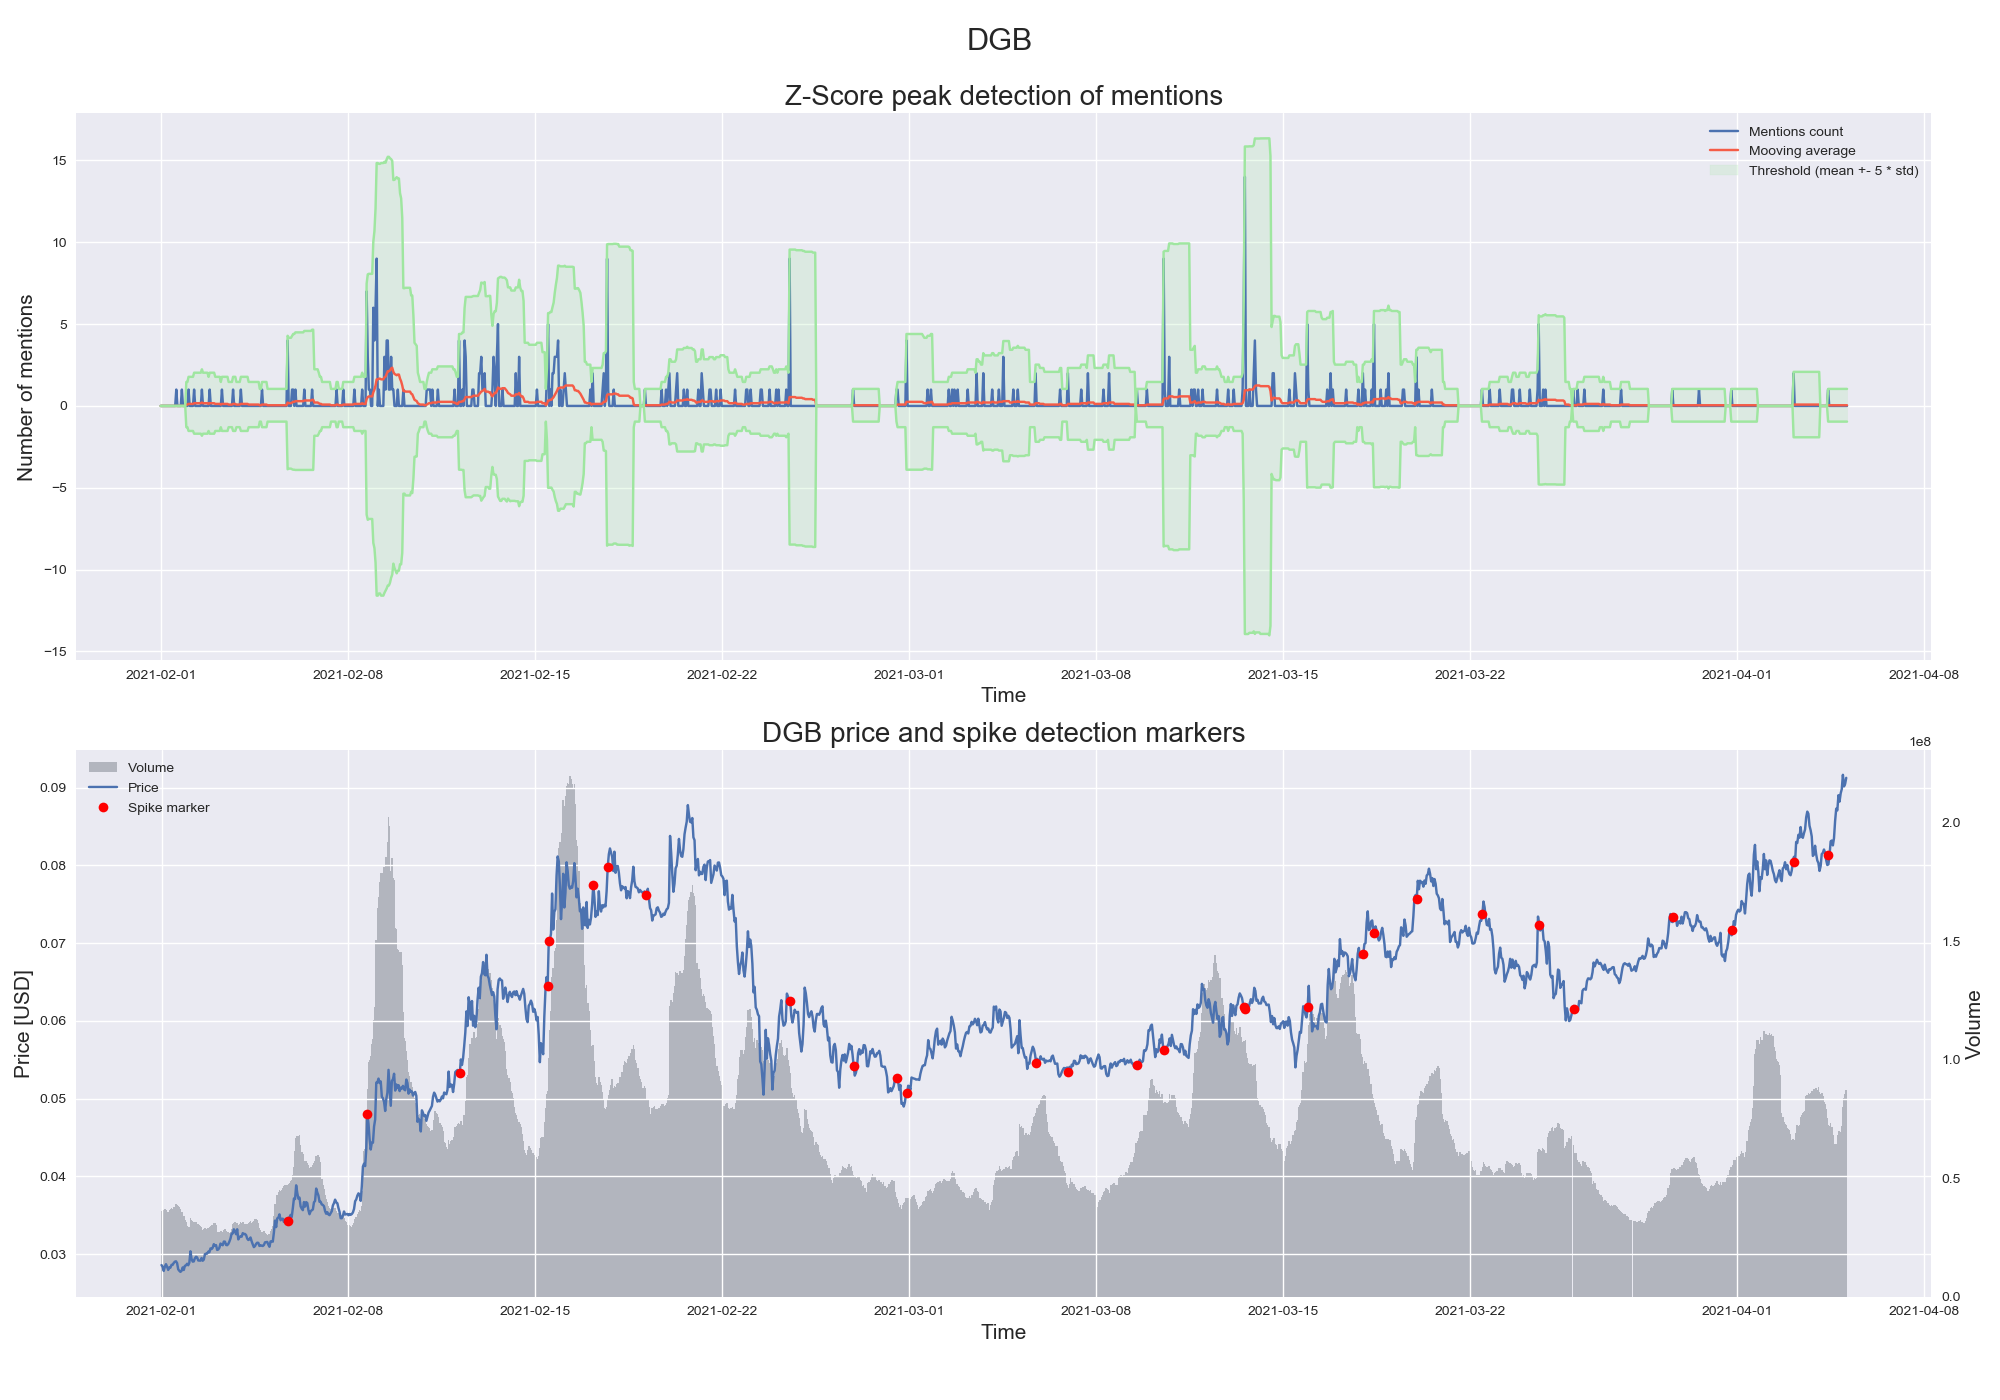 DGB
Z-Score peak detection of mentions
Mentions count
Mooving average
Threshold (mean +- 5 * std)
Number of mentions
15
10
5
0
−5
−10
−15
2021-02-01 2021-02-08 2021-02-15 2021-02-22 2021-03-01 2021-03-08 2021-03-15 2021-03-22 2021-04-01 2021-04-08
Time
DGB price and spike detection markers
1e8
Volume
Price
Spike marker
Price [USD]
0.09
0.08
0.07
0.06
0.05
0.04
0.03
2.0
1.5
1.0
0.5
0.0
Volume
2021-02-01 2021-02-08 2021-02-15 2021-02-22 2021-03-01 2021-03-08 2021-03-15 2021-03-22 2021-04-01 2021-04-08
Time